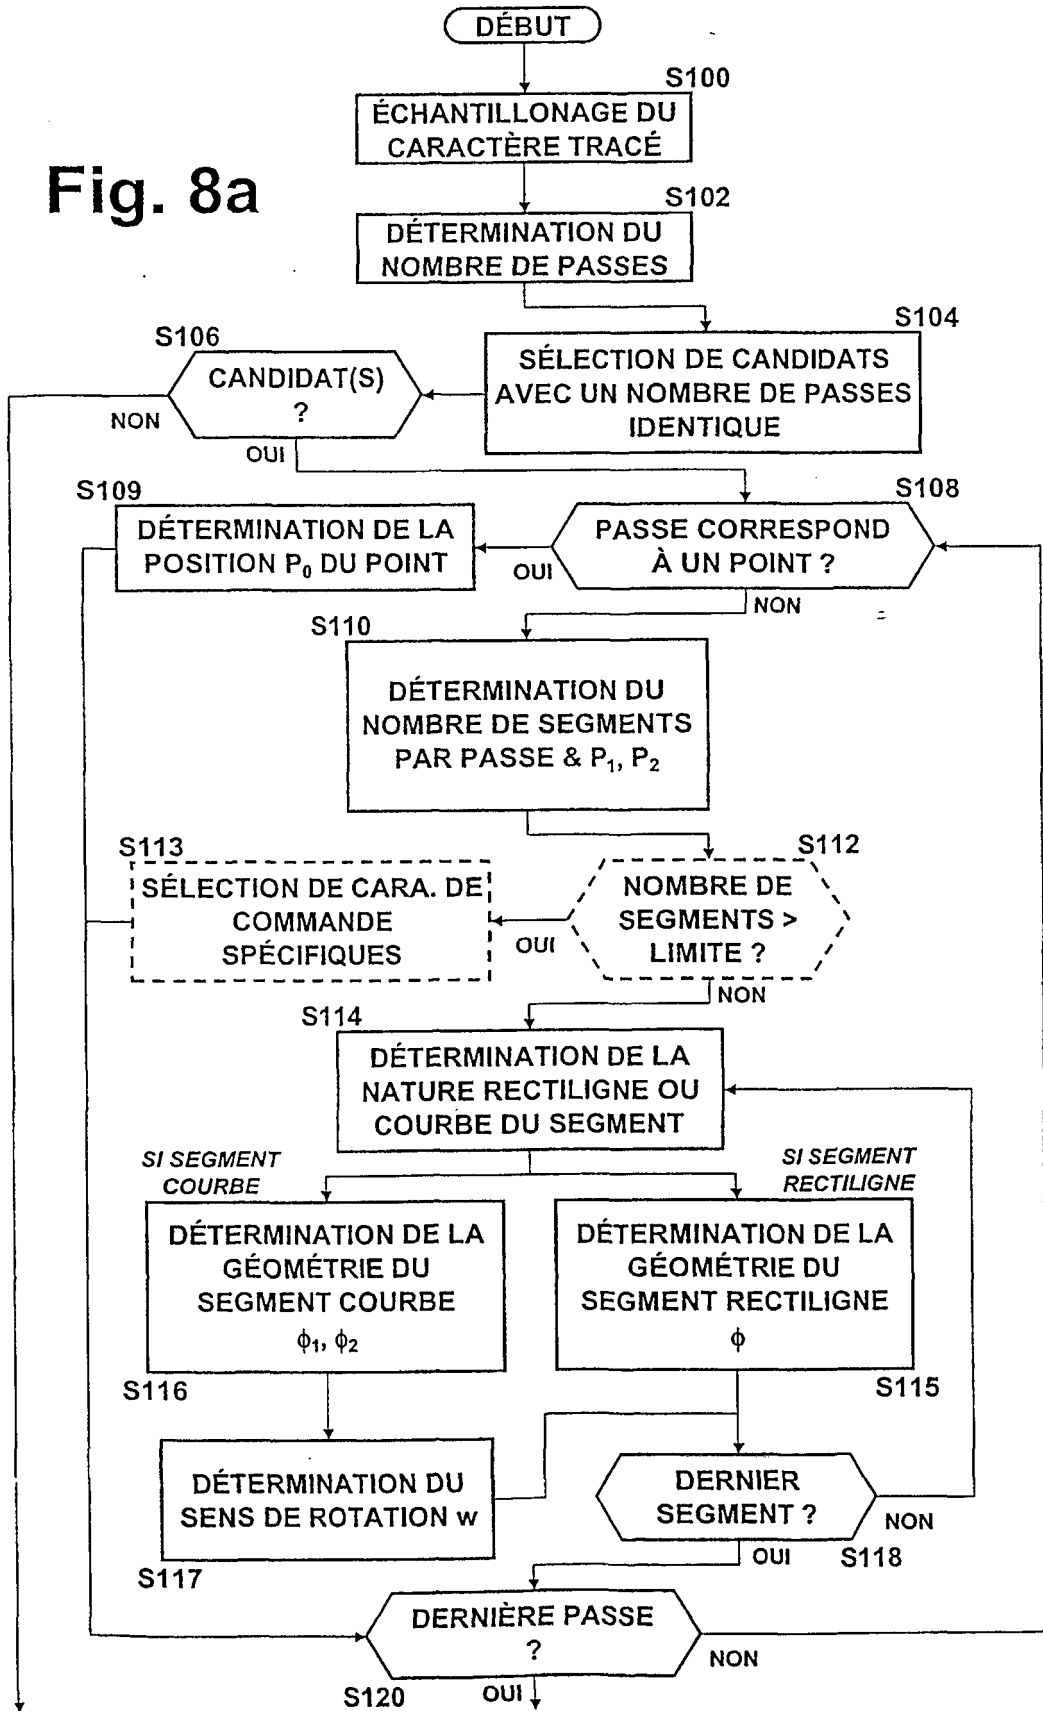 DÉBUT
S100
ÉCHANTILLONAGE DU
CARACTÈRE TRACÉ
Fig. 8a
S102
DÉTERMINATION DU
NOMBRE DE PASSES
S104
SÉLECTION DE CANDIDATS
AVEC UN NOMBRE DE PASSES
IDENTIQUE
S106
CANDIDAT(S)
?
NON
OUI
S108
PASSE CORRESPOND
À UN POINT ?
OUI
NON
S109
DÉTERMINATION DE LA
POSITION P₀ DU POINT
S110
DÉTERMINATION DU
NOMBRE DE SEGMENTS
PAR PASSE & P₁, P₂
S112
NOMBRE DE
SEGMENTS >
LIMITE ?
OUI
NON
S113
SÉLECTION DE CARA. DE
COMMANDE
SPÉCIFIQUES
S114
DÉTERMINATION DE LA
NATURE RECTILIGNE OU
COURBE DU SEGMENT
SI SEGMENT
COURBE
SI SEGMENT
RECTILIGNE
DÉTERMINATION DE LA
GÉOMÉTRIE DU
SEGMENT COURBE
ϕ₁, ϕ₂
S116
DÉTERMINATION DE LA
GÉOMÉTRIE DU
SEGMENT RECTILIGNE
ϕ
S115
DÉTERMINATION DU
SENS DE ROTATION w
S117
DERNIER
SEGMENT ?
NON
OUI
S118
DERNIÈRE PASSE
?
NON
S120
OUI